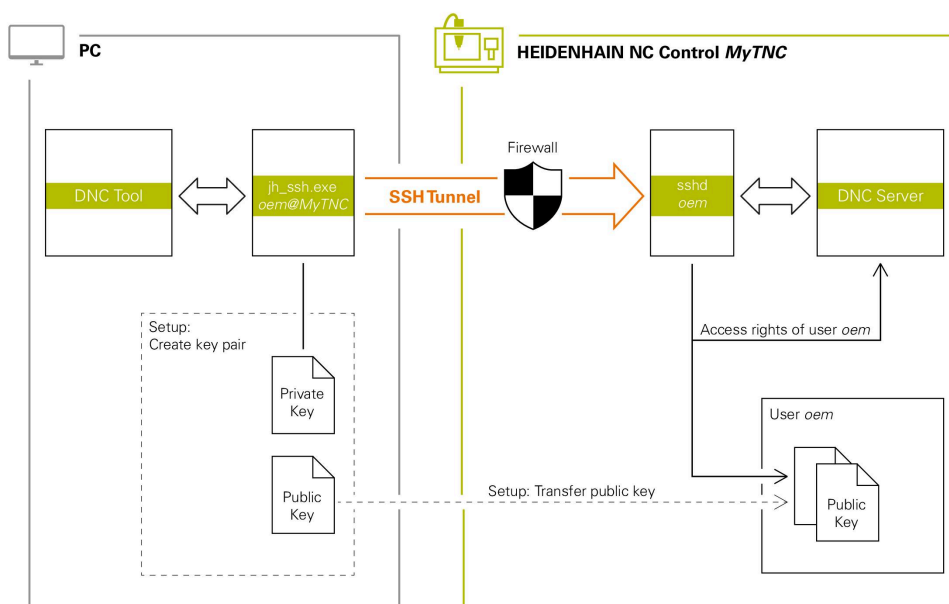 PC
HEIDENHAIN NC Control MyTNC
Firewall
DNC Tool
jh_ssh.exe
oem@MyTNC
SSH Tunnel
sshd
oem
DNC Server
Setup:
Create key pair
Access rights of user oem
Private
Key
User oem
Public
Key
Setup: Transfer public key
Public
Key